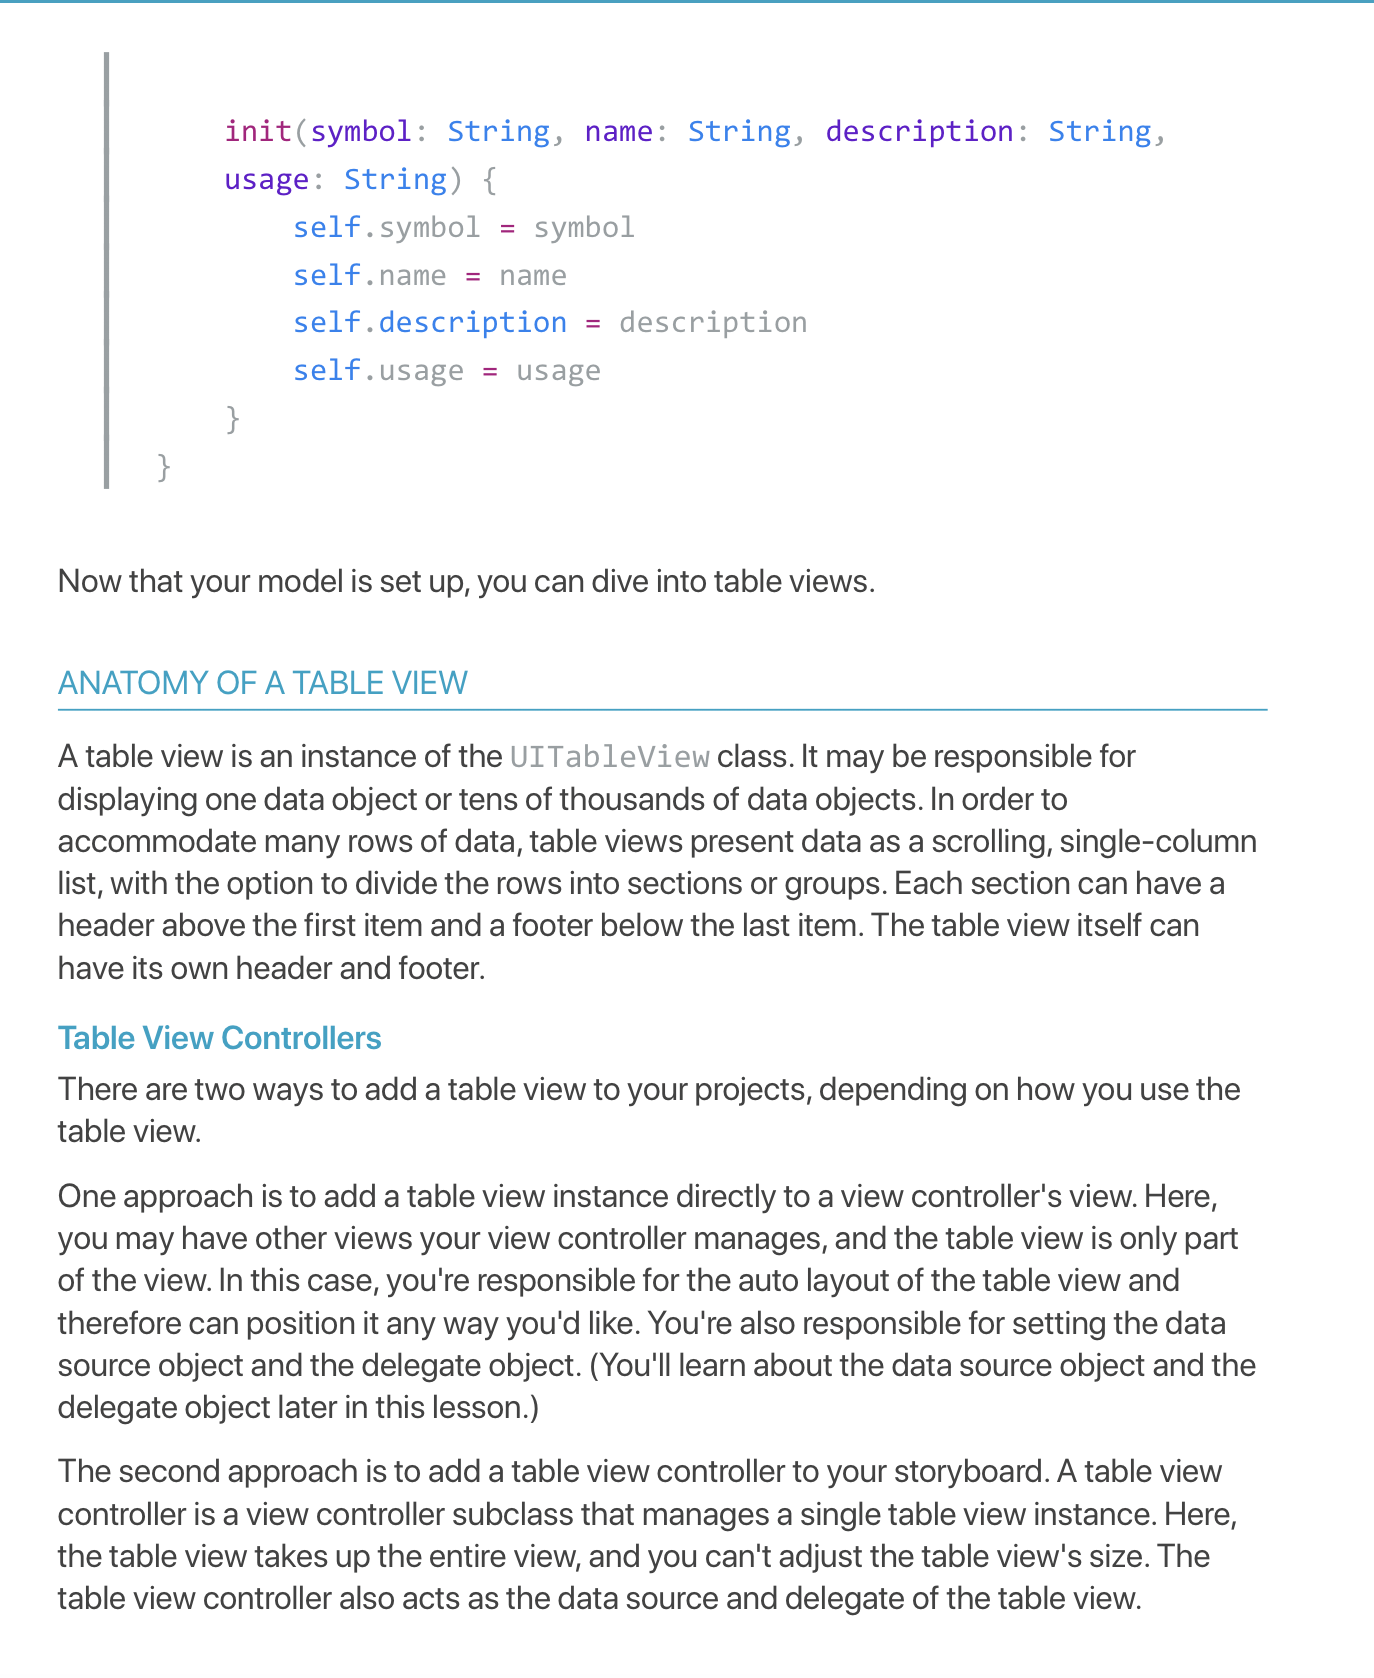 init(symbol: String, name: String, description: String,
usage: String) {
self.symbol = symbol
self.name = name
self.description = description
self.usage = usage
}
}
Now that your model is set up, you can dive into table views.
ANATOMY OF A TABLE VIEW
A table view is an instance of the UITableView class. It may be responsible for
displaying one data object or tens of thousands of data objects. In order to
accommodate many rows of data, table views present data as a scrolling, single-column
list, with the option to divide the rows into sections or groups. Each section can have a
header above the first item and a footer below the last item. The table view itself can
have its own header and footer.
Table View Controllers
There are two ways to add a table view to your projects, depending on how you use the
table view.
One approach is to add a table view instance directly to a view controller's view. Here,
you may have other views your view controller manages, and the table view is only part
of the view. In this case, you're responsible for the auto layout of the table view and
therefore can position it any way you'd like. You're also responsible for setting the data
source object and the delegate object. (You'll learn about the data source object and the
delegate object later in this lesson.)
The second approach is to add a table view controller to your storyboard. A table view
controller is a view controller subclass that manages a single table view instance. Here,
the table view takes up the entire view, and you can't adjust the table view's size. The
table view controller also acts as the data source and delegate of the table view.